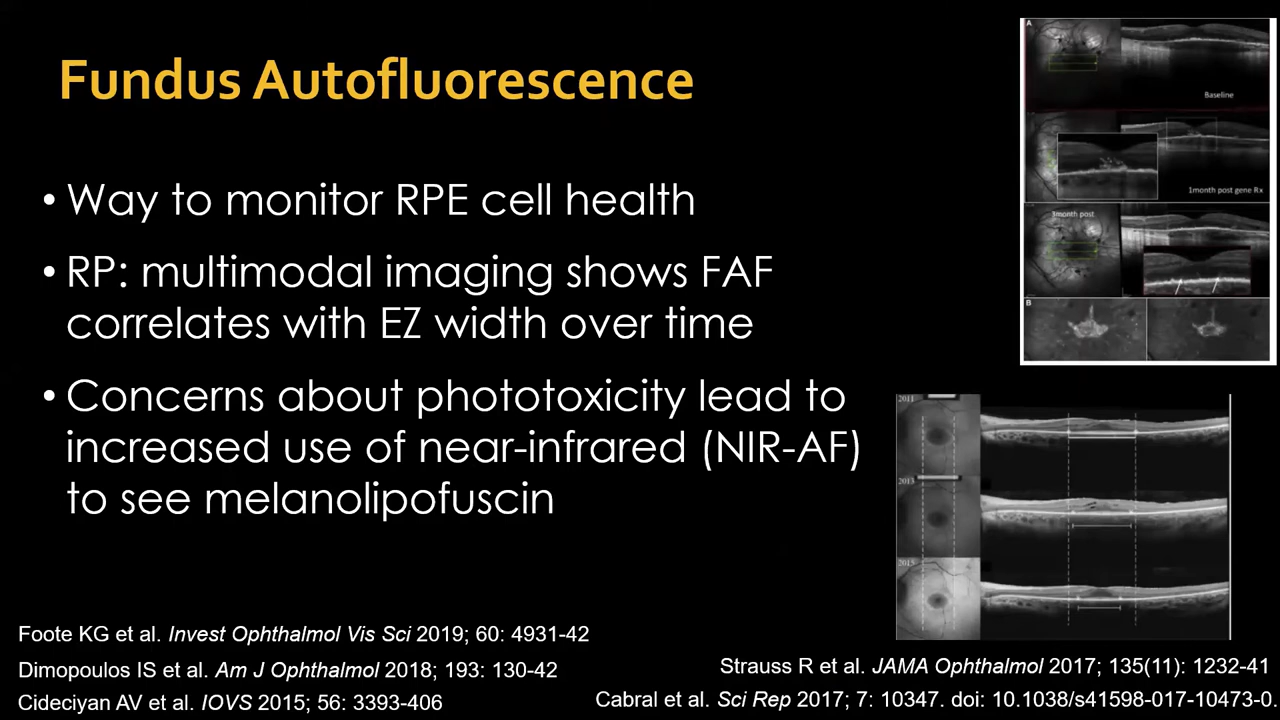 Fundus Autofluorescence
• Way to monitor RPE cell health
• RP: multimodal imaging shows FAF
correlates with EZ width over time
• Concerns about phototoxicity lead to
increased use of near-infrared (NIR-AF)
to see melanolipofuscin
A
Baseline
1month post gene Rx
3month post
B
2011
2013
2015
Foote KG et al. Invest Ophthalmol Vis Sci 2019; 60: 4931-42
Dimopoulos IS et al. Am J Ophthalmol 2018; 193: 130-42
Cideciyan AV et al. IOVS 2015; 56: 3393-406
Strauss R et al. JAMA Ophthalmol 2017; 135(11): 1232-41
Cabral et al. Sci Rep 2017; 7: 10347. doi: 10.1038/s41598-017-10473-0.